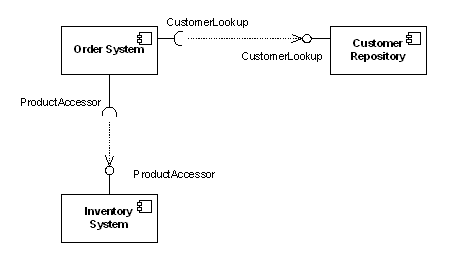 CustomerLookup
Order System
Customer
Repository
CustomerLookup
ProductAccessor
ProductAccessor
Inventory
System